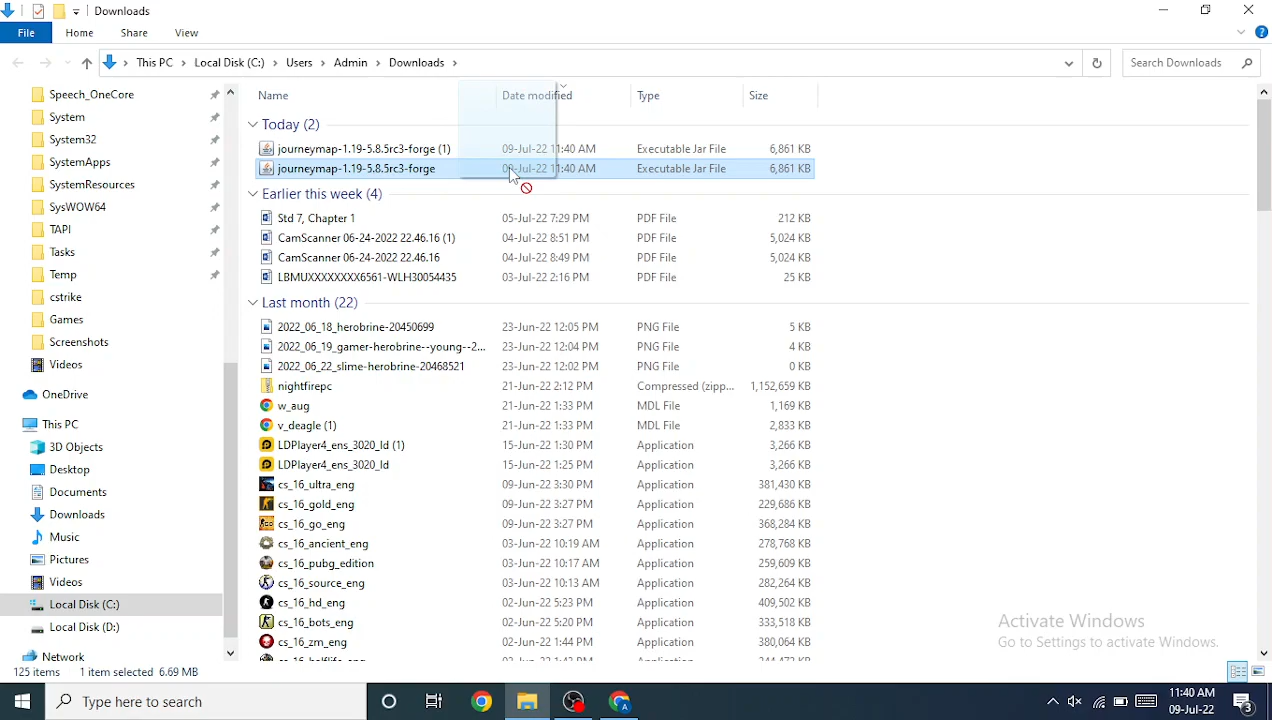 Downloads
File Home Share View
This PC Local Disk (C:) Users Admin Downloads Search Downloads
Speech_OneCore
System
System32
SystemApps
SystemResources
SysWOW64
TAPI
Tasks
Temp
cstrike
Games
Screenshots
Videos
OneDrive
This PC
3D Objects
Desktop
Documents
Downloads
Music
Pictures
Videos
Local Disk (C:)
Local Disk (D:)
Network
Name Date modified Type Size
Today (2)
journeymap-1.19-5.8.5rc3-forge (1) 09-Jul-22 11:40 AM Executable Jar File 6,861 KB
journeymap-1.19-5.8.5rc3-forge 09-Jul-22 11:40 AM Executable Jar File 6,861 KB
Earlier this week (4)
Std 7, Chapter 1 05-Jul-22 7:29 PM PDF File 212 KB
CamScanner 06-24-2022 22.46.16 (1) 04-Jul-22 8:51 PM PDF File 5,024 KB
CamScanner 06-24-2022 22.46.16 04-Jul-22 8:49 PM PDF File 5,024 KB
LBMUXXXXXXXX6561-WLH30054435 03-Jul-22 2:16 PM PDF File 25 KB
Last month (22)
2022_06_18_herobrine-20450699 23-Jun-22 12:05 PM PNG File 5 KB
2022_06_19_gamer-herobrine--young--2... 23-Jun-22 12:04 PM PNG File 4 KB
2022_06_22_slime-herobrine-20468521 23-Jun-22 12:02 PM PNG File 0 KB
nightfirepc 21-Jun-22 2:12 PM Compressed (zipp... 1,152,659 KB
w_aug 21-Jun-22 1:33 PM MDL File 1,169 KB
v_deagle (1) 21-Jun-22 1:33 PM MDL File 2,833 KB
LDPlayer4_ens_3020_ld (1) 15-Jun-22 1:30 PM Application 3,266 KB
LDPlayer4_ens_3020_ld 15-Jun-22 1:25 PM Application 3,266 KB
cs_16_ultra_eng 09-Jun-22 3:30 PM Application 381,430 KB
cs_16_gold_eng 09-Jun-22 3:27 PM Application 229,686 KB
cs_16_go_eng 09-Jun-22 3:27 PM Application 368,284 KB
cs_16_ancient_eng 03-Jun-22 10:19 AM Application 278,768 KB
cs_16_pubg_edition 03-Jun-22 10:17 AM Application 259,609 KB
cs_16_source_eng 03-Jun-22 10:13 AM Application 282,264 KB
cs_16_hd_eng 02-Jun-22 5:23 PM Application 409,502 KB
cs_16_bots_eng 02-Jun-22 5:20 PM Application 333,518 KB
cs_16_zm_eng 02-Jun-22 1:44 PM Application 380,064 KB
Activate Windows
Go to Settings to activate Windows.
125 items 1 item selected 6.69 MB
Type here to search
11:40 AM
09-Jul-22
3